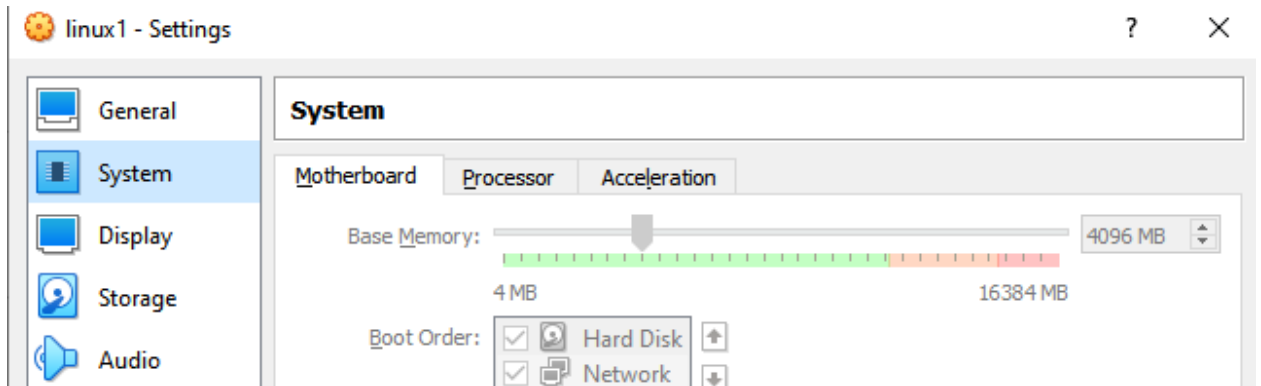 linux1 - Settings ?
General
System
Display
Storage
Audio
System
Motherboard Processor Acceleration
Base Memory: 4096 MB
4 MB 16384 MB
Boot Order: Hard Disk
Network